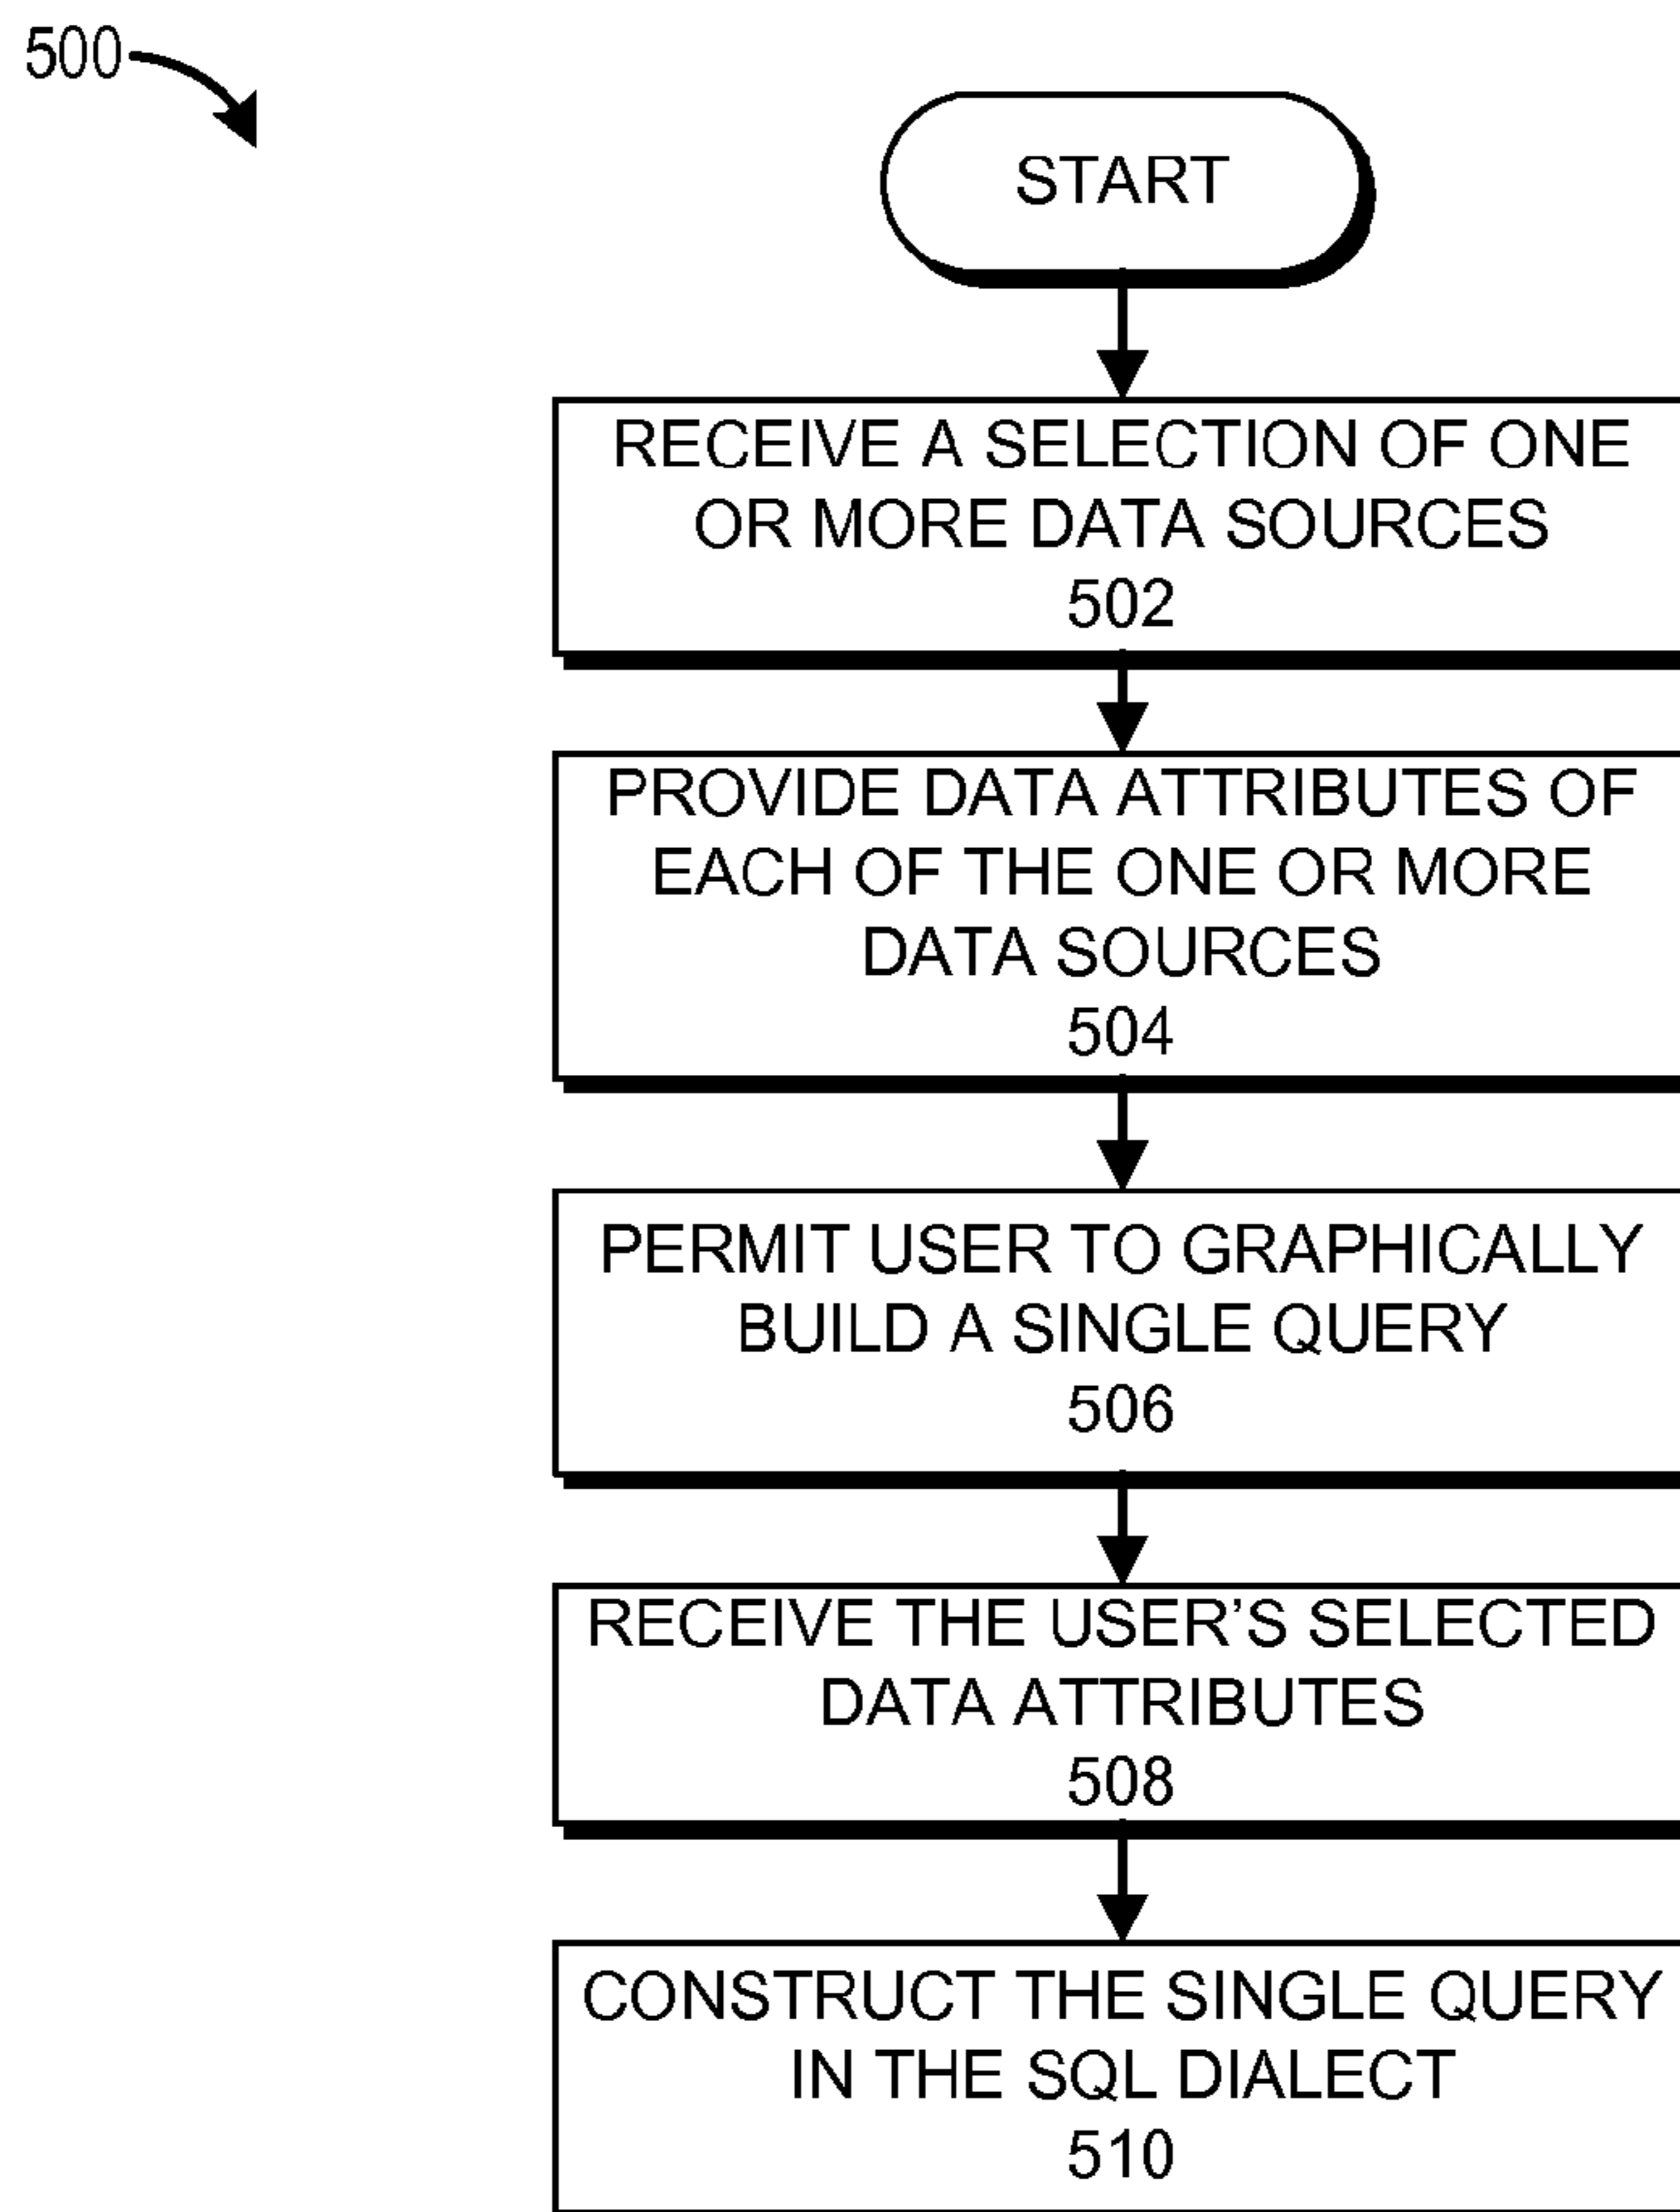 500
START
RECEIVE A SELECTION OF ONE
OR MORE DATA SOURCES
502
PROVIDE DATA ATTRIBUTES OF
EACH OF THE ONE OR MORE
DATA SOURCES
504
PERMIT USER TO GRAPHICALLY
BUILD A SINGLE QUERY
506
RECEIVE THE USER’S SELECTED
DATA ATTRIBUTES
508
CONSTRUCT THE SINGLE QUERY
IN THE SQL DIALECT
510